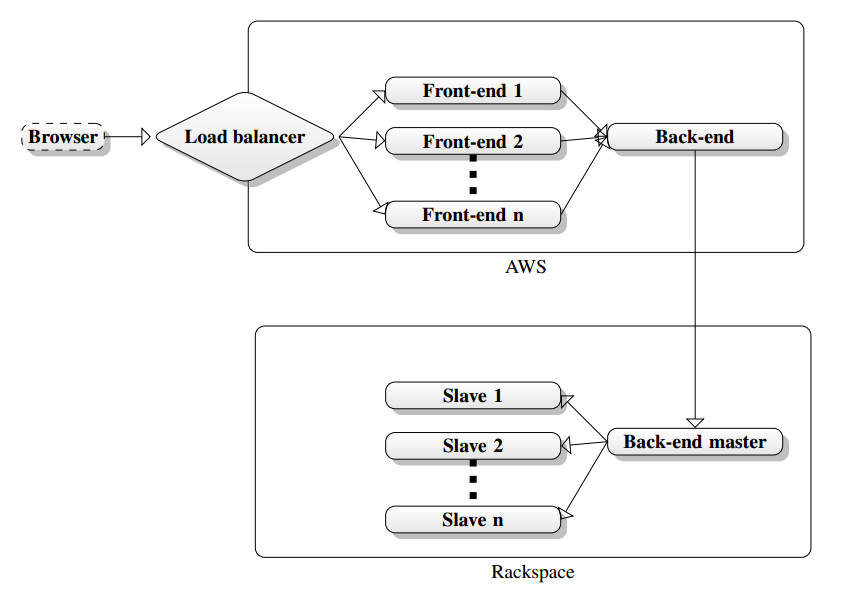 Front-end 1
Browser
Load balancer
Front-end 2
Back-end
Front-end n
AWS
Slave 1
Slave 2
Back-end master
Slave n
Rackspace